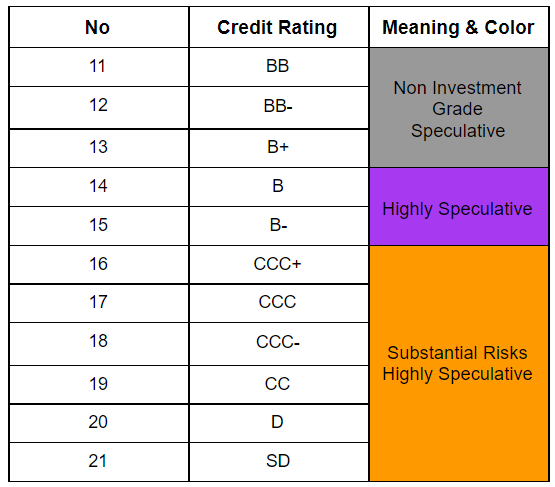 No Credit Rating Meaning & Color
11 BB
12 BB-
13 B+
Non Investment
Grade
Speculative
14 B
15 B-
Highly Speculative
16 CCC+
17 CCC
18 CCC-
19 CC
20 D
21 SD
Substantial Risks
Highly Speculative